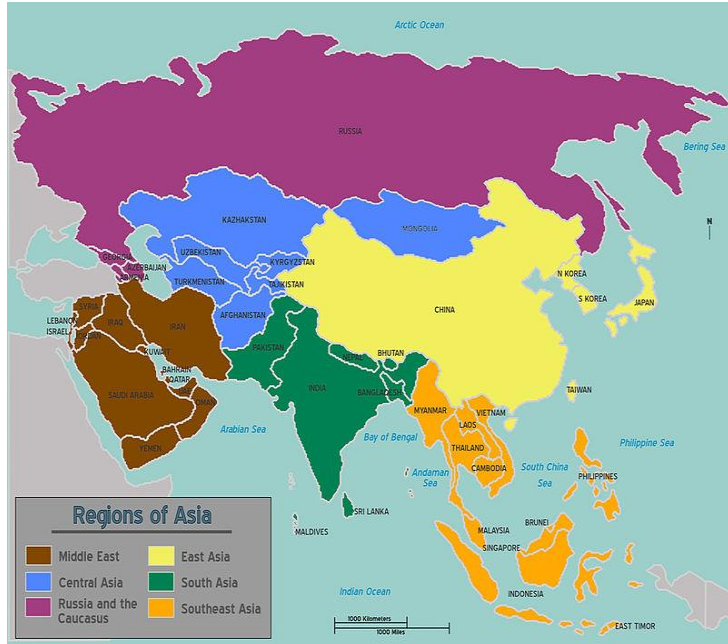 Arctic Ocean
RUSSIA
Bering Sea
N
KAZHAKSTAN
MONGOLIA
UZBEKISTAN
GEORGIA
KYRGYZSTAN
AZERBAIJAN
ARMENIA
TURKMENISTAN
TAJIKISTAN
N KOREA
S KOREA
JAPAN
SYRIA
LEBANON
ISRAEL
JORDAN
IRAQ
IRAN
AFGHANISTAN
CHINA
KUWAIT
PAKISTAN
NEPAL
BHUTAN
BAHRAIN
QATAR
UAE
OMAN
SAUDI ARABIA
INDIA
BANGLADESH
TAIWAN
MYANMAR
VIETNAM
LAOS
Arabian Sea
Bay of Bengal
YEMEN
THAILAND
Philippine Sea
CAMBODIA
Andaman
Sea
South China
Sea
PHILIPPINES
SRI LANKA
MALDIVES
MALAYSIA
BRUNEI
SINGAPORE
Indian Ocean
INDONESIA
EAST TIMOR
1000 Kilometers
1000 Miles
Regions of Asia
Middle East
East Asia
Central Asia
South Asia
Russia and the
Caucasus
Southeast Asia